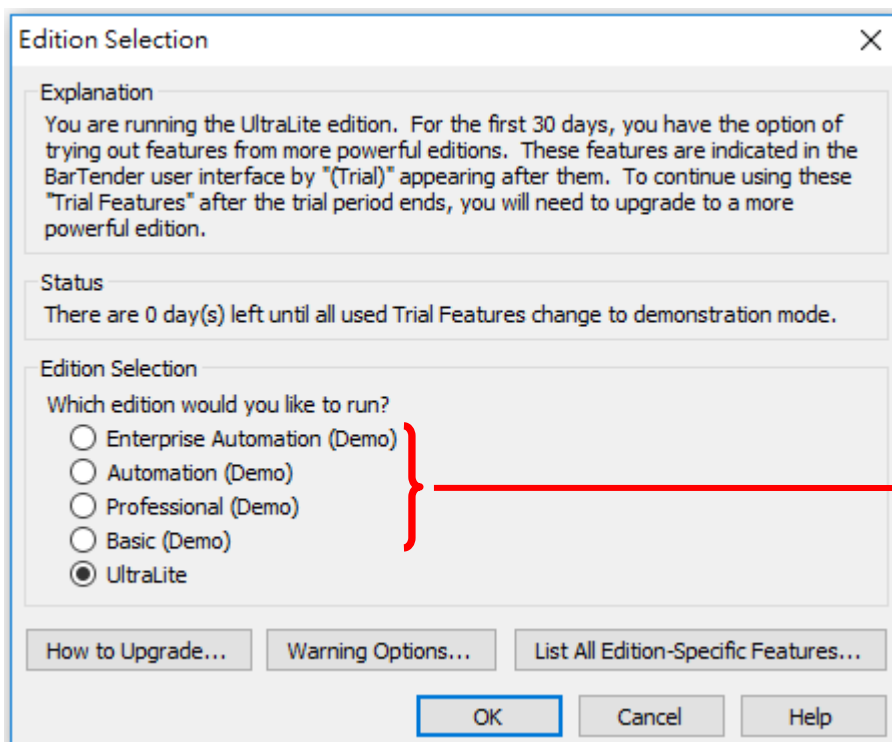 Edition Selection
Explanation
You are running the UltraLite edition. For the first 30 days, you have the option of
trying out features from more powerful editions. These features are indicated in the
BarTender user interface by "(Trial)" appearing after them. To continue using these
"Trial Features" after the trial period ends, you will need to upgrade to a more
powerful edition.
Status
There are 0 day(s) left until all used Trial Features change to demonstration mode.
Edition Selection
Which edition would you like to run?
Enterprise Automation (Demo)
Automation (Demo)
Professional (Demo)
Basic (Demo)
UltraLite
How to Upgrade... Warning Options... List All Edition-Specific Features...
OK Cancel Help